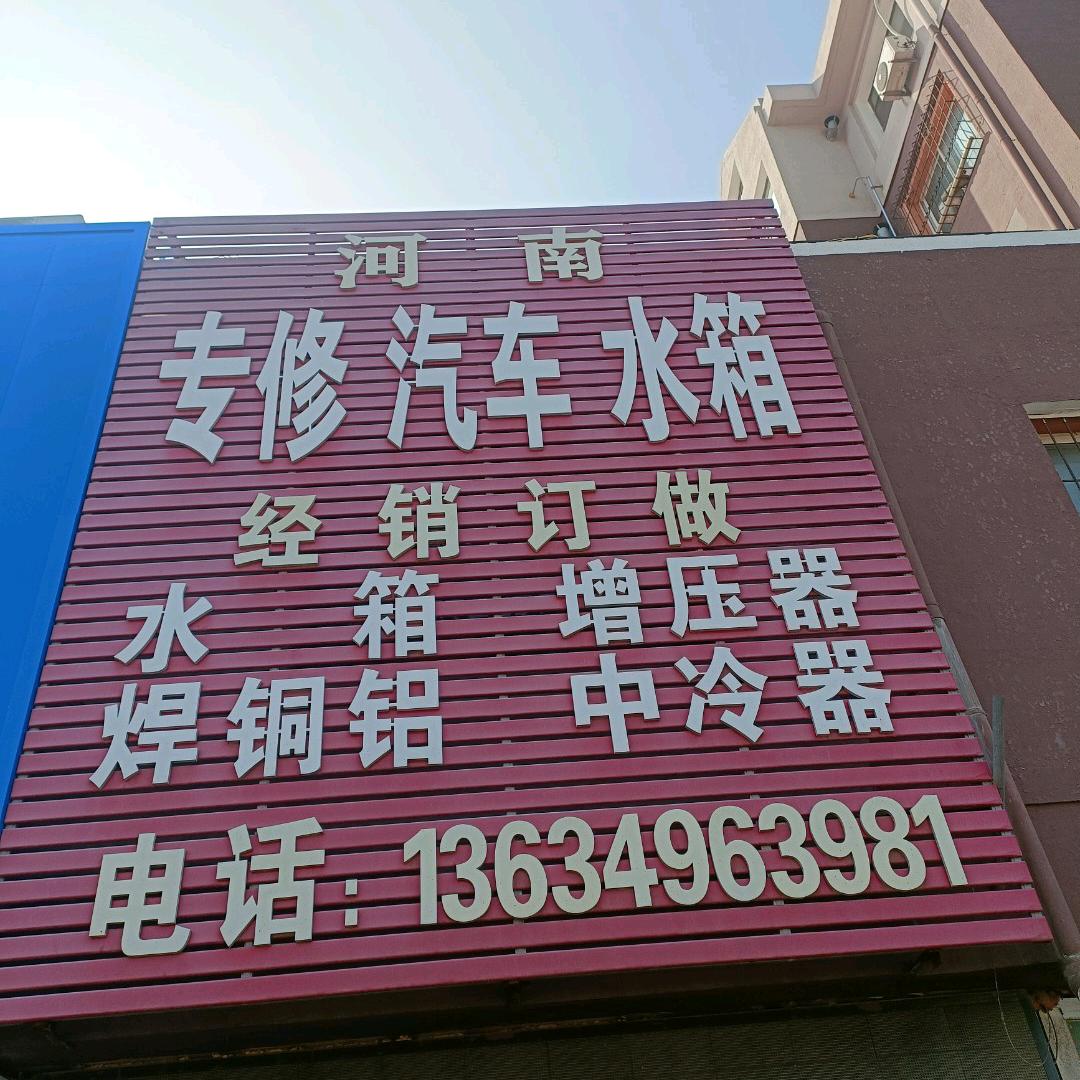 河南
专修汽车水箱
经销订做
水箱 增压器
焊铜铝 中冷器
电话:13634963981